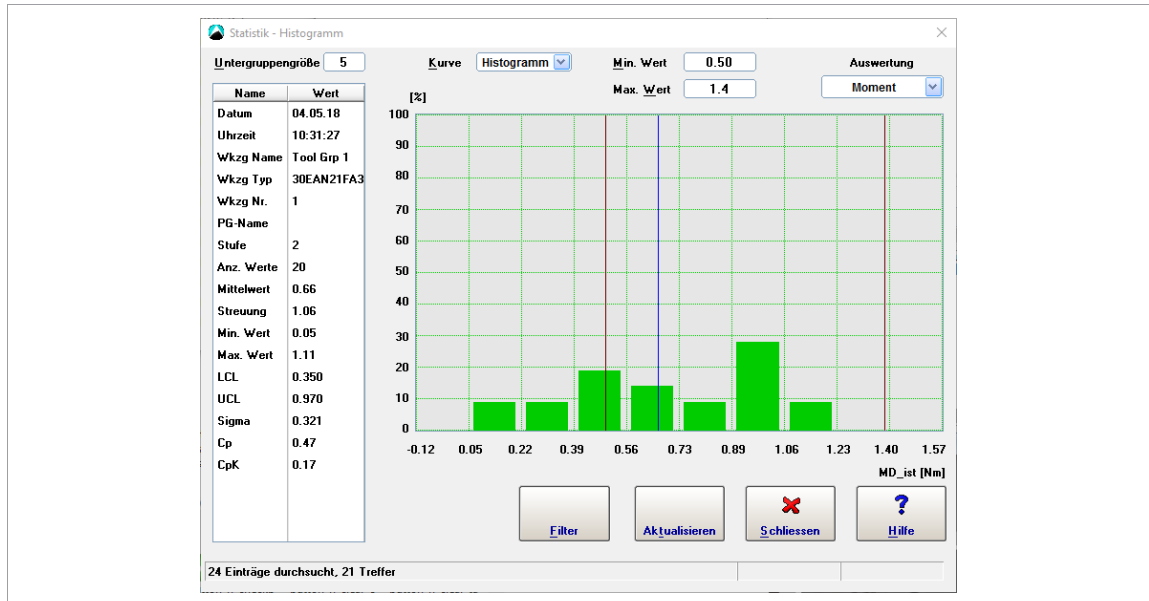 Statistik - Histogramm
Untergruppengröße 5 Kurve Histogramm Min. Wert 0.50 Auswertung
Max. Wert 1.4 Moment
Name Wert
Datum 04.05.18
Uhrzeit 10:31:27
Wkzg Name Tool Grp 1
Wkzg Typ 30EAN21FA3
Wkzg Nr. 1
PG-Name
Stufe 2
Anz. Werte 20
Mittelwert 0.66
Streuung 1.06
Min. Wert 0.05
Max. Wert 1.11
LCL 0.350
UCL 0.970
Sigma 0.321
Cp 0.47
CpK 0.17
[%]
100
90
80
70
60
50
40
30
20
10
0
-0.12 0.05 0.22 0.39 0.56 0.73 0.89 1.06 1.23 1.40 1.57
MD_ist [Nm]
Filter Aktualisieren Schliessen ? Hilfe
24 Einträge durchsucht, 21 Treffer